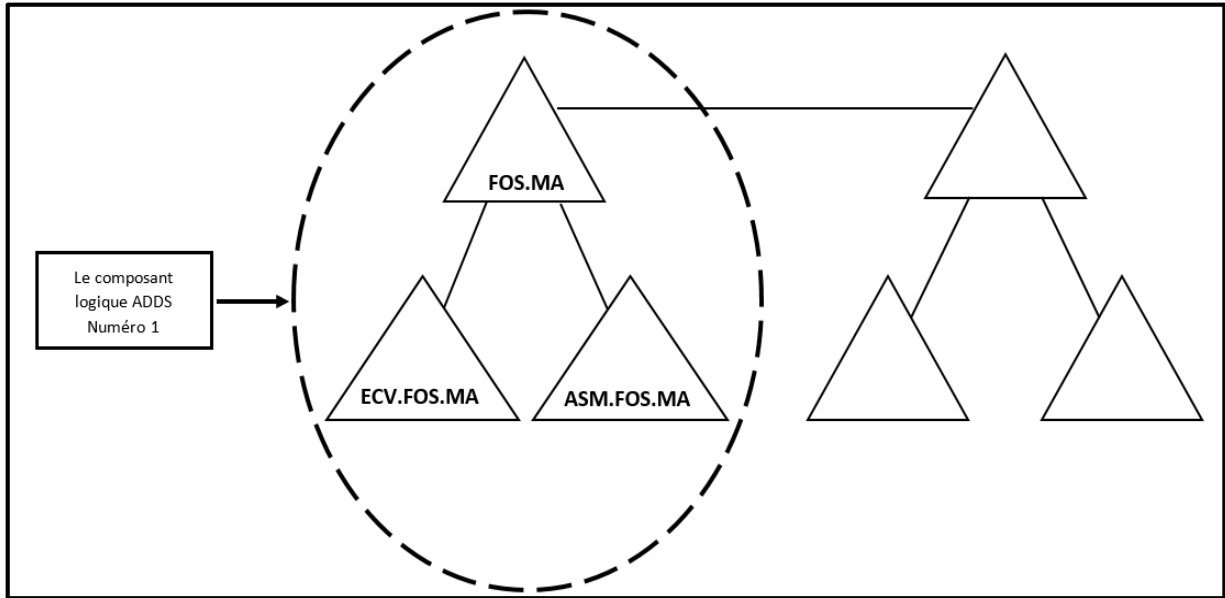 FOS.MA
Le composant
logique ADDS
Numéro 1
ECV.FOS.MA
ASM.FOS.MA